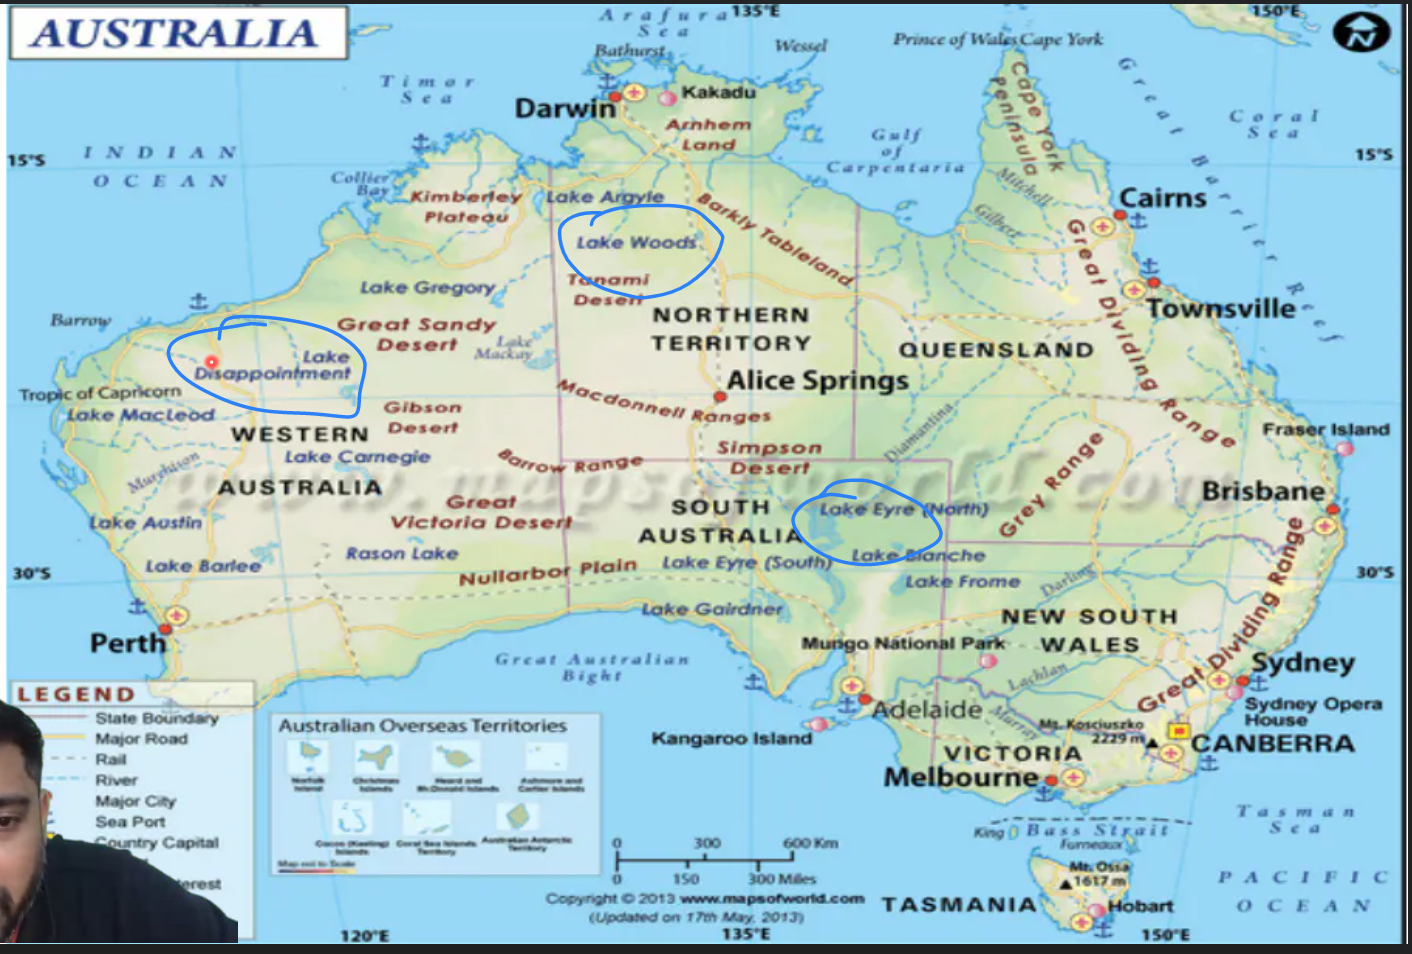 AUSTRALIA
135°E
150°E
N
Arafura
Sea
Bathurst
Wessel
Prince of Wales
Cape York
Timor
Sea
Darwin
Kakadu
Arnhem
Land
Cape York
Peninsula
Great Barrier Reef
Coral
Sea
Gulf
of
Carpentaria
15°S
15°S
INDIAN
OCEAN
Collier
Bay
Kimberley
Plateau
Lake Argyle
Mitchell
Gilbert
Cairns
Barkly Tableland
Lake Woods
Great Dividing Range
Lake Gregory
Tanami
Desert
Townsville
Barrow
Great Sandy
Desert
Lake
Mackay
NORTHERN
TERRITORY
QUEENSLAND
Lake
Disappointment
Alice Springs
Tropic of Capricorn
Lake MacLeod
Gibson
Desert
Macdonnell Ranges
Diamantina
Fraser Island
WESTERN
AUSTRALIA
Lake Carnegie
Murchison
Barrow Range
Simpson
Desert
Grey Range
www.mapsofworld.com
Brisbane
Great
Victoria Desert
SOUTH
AUSTRALIA
Lake Eyre (North)
Lake Austin
Rason Lake
Lake Eyre (South)
Lake Blanche
Lake Barlee
Nullarbor Plain
Lake Frome
Darling
30°S
30°S
Lake Gairdner
NEW SOUTH
WALES
Great Dividing Range
Perth
Mungo National Park
Great Australian
Bight
Lachlan
Sydney
Sydney Opera
House
Adelaide
Murray
Mt. Kosciuszko
2229 m
Kangaroo Island
CANBERRA
VICTORIA
Melbourne
LEGEND
State Boundary
Major Road
Rail
River
Major City
Sea Port
Country Capital
erest
Australian Overseas Territories
Norfolk
Island
Christmas
Islands
Heard and
McDonald Islands
Ashmore and
Cartier Islands
Cocos (Keeling)
Islands
Coral Sea Islands
Territory
Australian Antarctic
Territory
Map not to Scale
0 300 600 Km
0 150 300 Miles
King
Bass Strait
Furneaux
Tasman
Sea
Mt. Ossa
1617 m
TASMANIA
Hobart
PACIFIC
OCEAN
Copyright © 2013 www.mapsofworld.com
(Updated on 17th May, 2013)
120°E
135°E
150°E